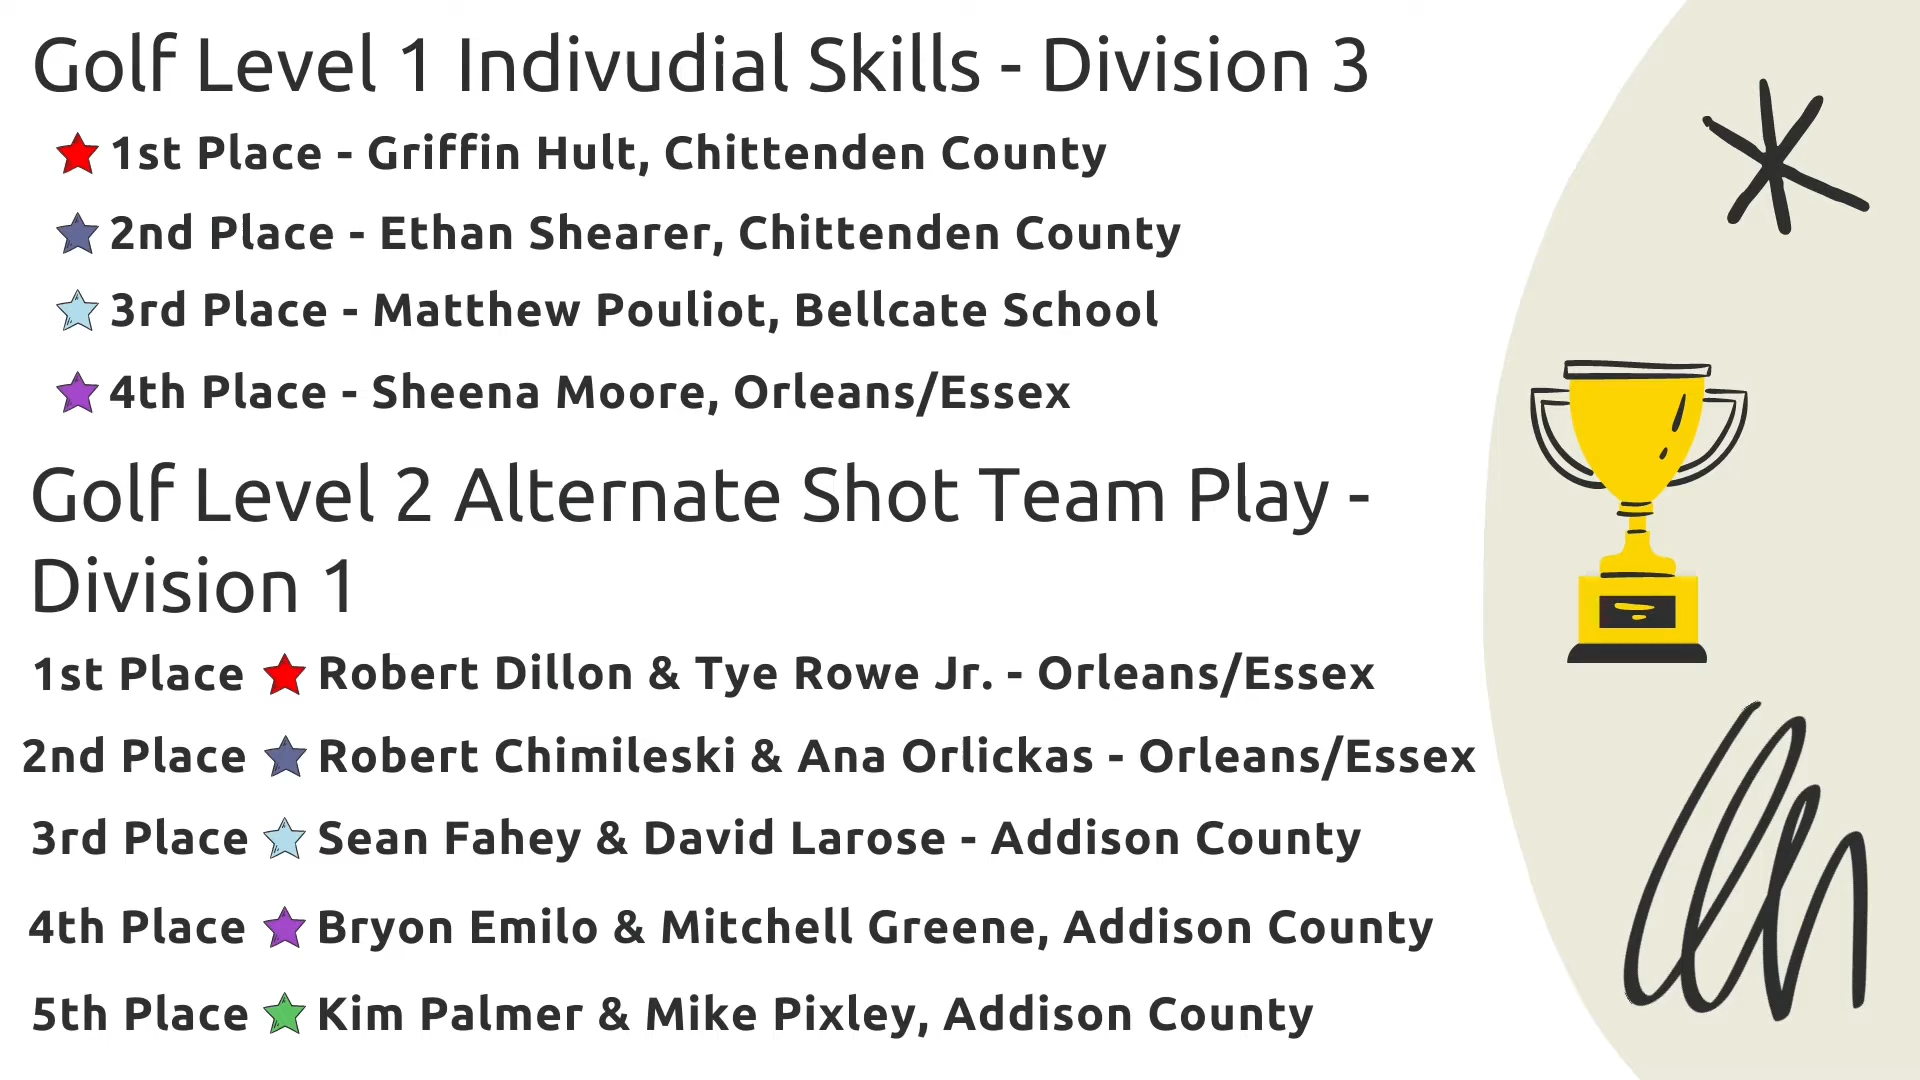 Golf Level 1 Indivudial Skills - Division 3
1st Place - Griffin Hult, Chittenden County
2nd Place - Ethan Shearer, Chittenden County
3rd Place - Matthew Pouliot, Bellcate School
4th Place - Sheena Moore, Orleans/Essex
Golf Level 2 Alternate Shot Team Play -
Division 1
1st Place Robert Dillon & Tye Rowe Jr. - Orleans/Essex
2nd Place Robert Chimileski & Ana Orlickas - Orleans/Essex
3rd Place Sean Fahey & David Larose - Addison County
4th Place Bryon Emilo & Mitchell Greene, Addison County
5th Place Kim Palmer & Mike Pixley, Addison County